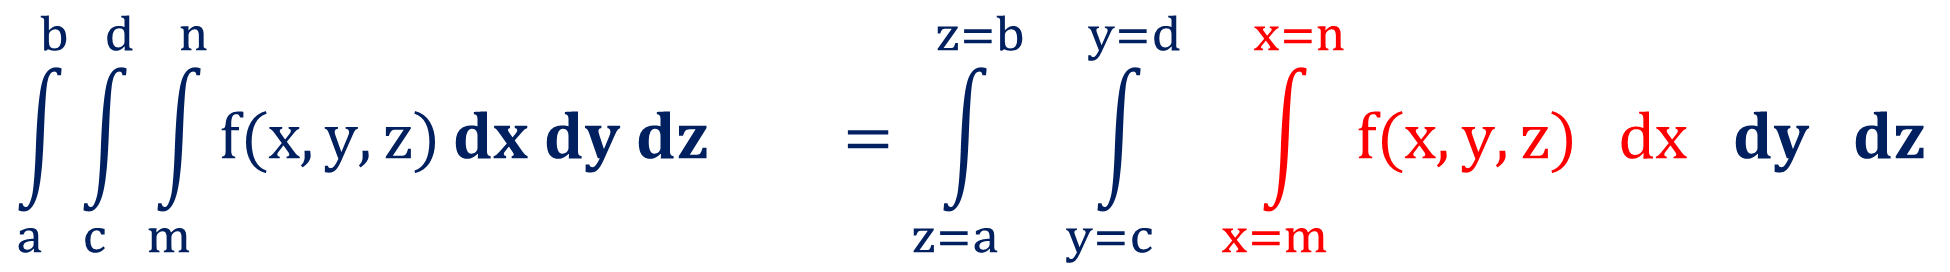 b d n z=b y=d x=n
∫ ∫ ∫ f(x, y, z) dx dy dz = ∫ ∫ ∫ f(x, y, z) dx dy dz
a c m z=a y=c x=m